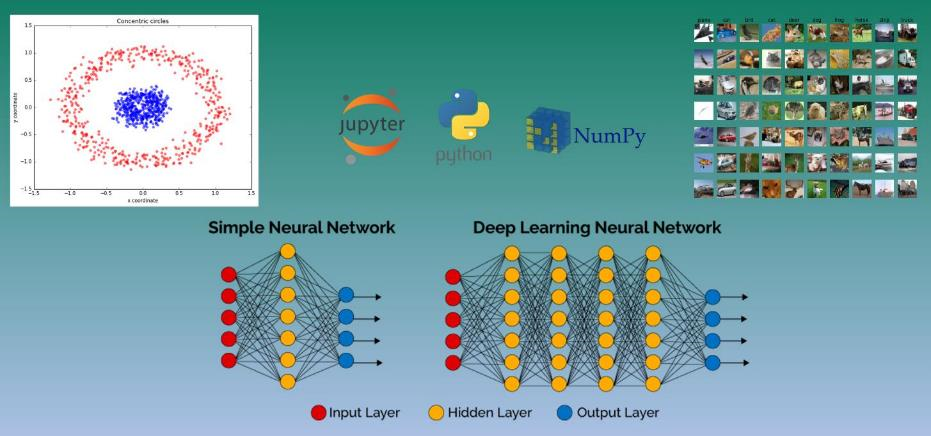 Concentric circles
1.5
1.0
0.5
0.0
−0.5
−1.0
−1.5
y coordinate
−1.5 −1.0 −0.5 0.0 0.5 1.0 1.5
x coordinate
jupyter
python
NumPy
plane car bird cat deer dog frog horse ship truck
Simple Neural Network
Deep Learning Neural Network
Input Layer
Hidden Layer
Output Layer